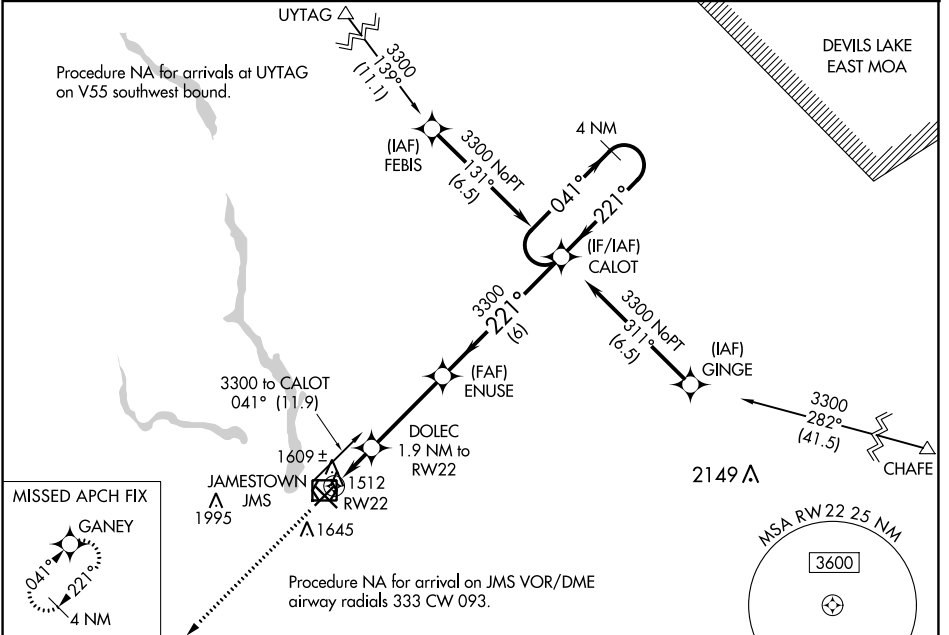 UYTAG
3300
139°
(11.1)
Procedure NA for arrivals at UYTAG
on V55 southwest bound.
DEVILS LAKE
EAST MOA
(IAF)
FEBIS
3300 NoPT
131°
(6.5)
4 NM
041°
221°
(IF/IAF)
CALOT
3300
221°
(6)
3300 NoPT
311°
(6.5)
(IAF)
GINGE
(FAF)
ENUSE
3300 to CALOT
041° (11.9)
3300
282°
(41.5)
CHAFE
DOLEC
1.9 NM to
RW22
1609 ±
JAMESTOWN
JMS
1512
RW22
1995
1645
2149
MISSED APCH FIX
GANEY
041°
221°
4 NM
Procedure NA for arrival on JMS VOR/DME
airway radials 333 CW 093.
MSA RW 22 25 NM
3600